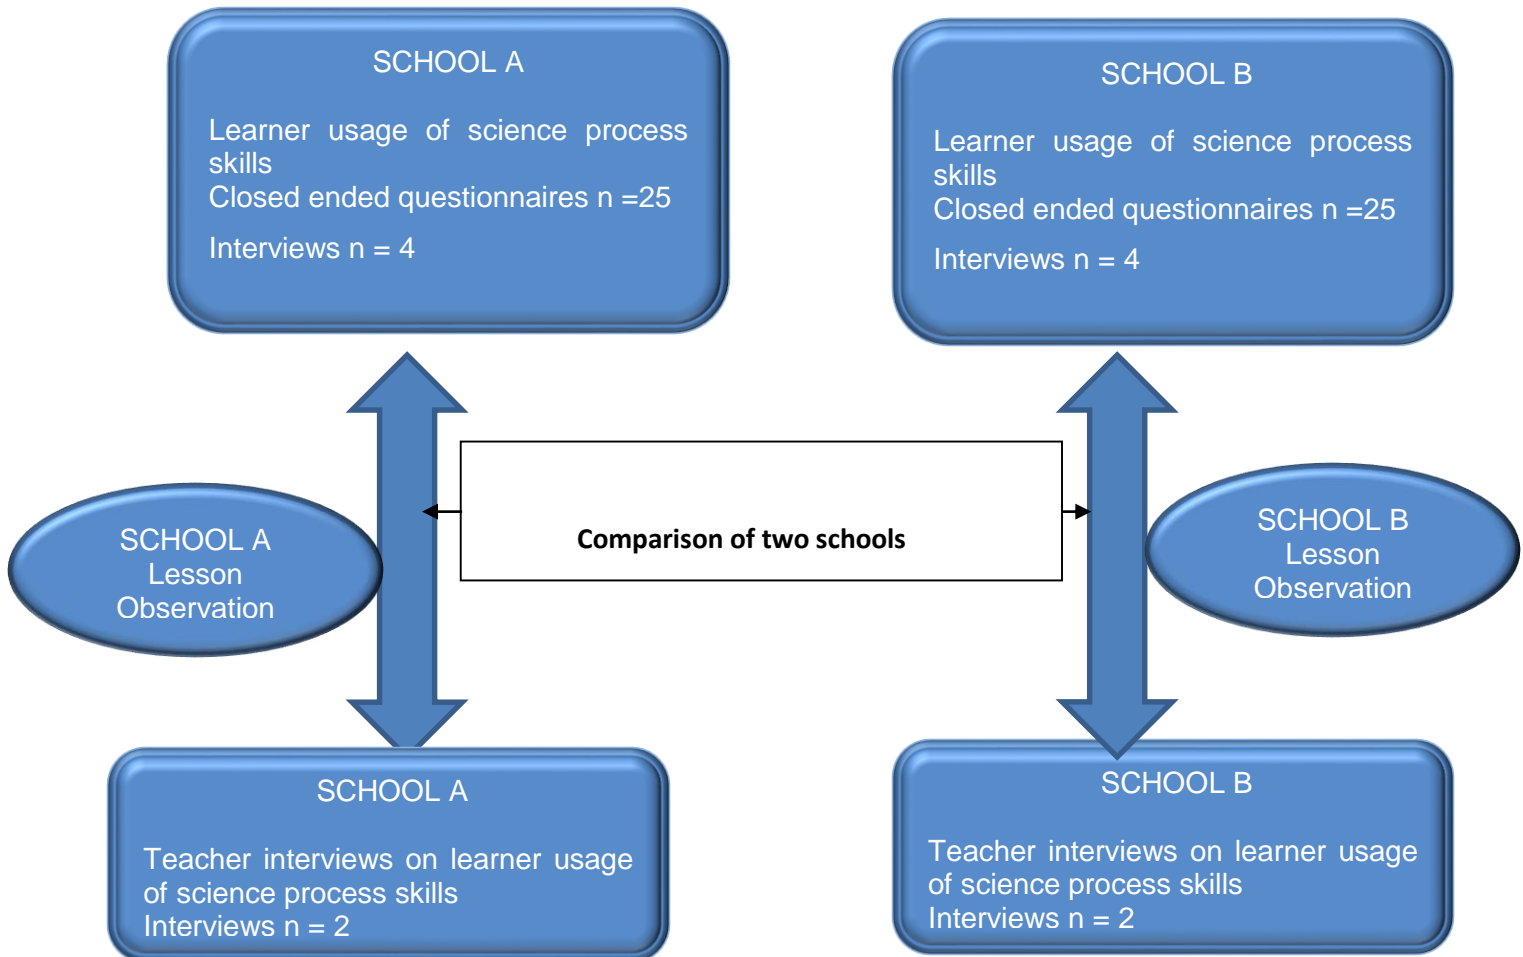 SCHOOL A
Learner usage of science process
skills
Closed ended questionnaires n =25
Interviews n = 4
SCHOOL B
Learner usage of science process
skills
Closed ended questionnaires n =25
Interviews n = 4
SCHOOL A
Lesson
Observation
Comparison of two schools
SCHOOL B
Lesson
Observation
SCHOOL A
Teacher interviews on learner usage
of science process skills
Interviews n = 2
SCHOOL B
Teacher interviews on learner usage
of science process skills
Interviews n = 2